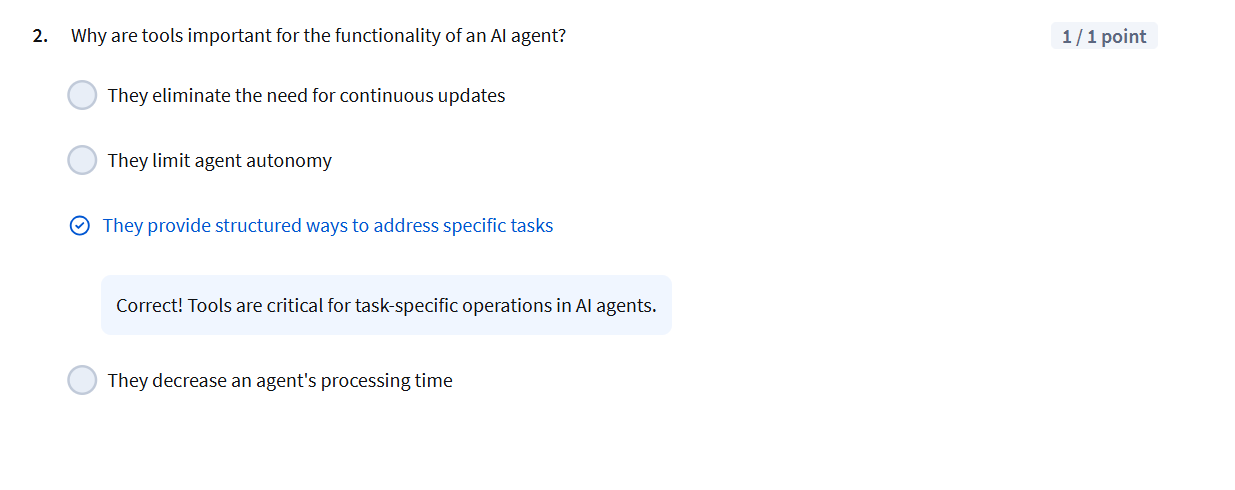 2. Why are tools important for the functionality of an AI agent?
1 / 1 point
They eliminate the need for continuous updates
They limit agent autonomy
They provide structured ways to address specific tasks
Correct! Tools are critical for task-specific operations in AI agents.
They decrease an agent's processing time